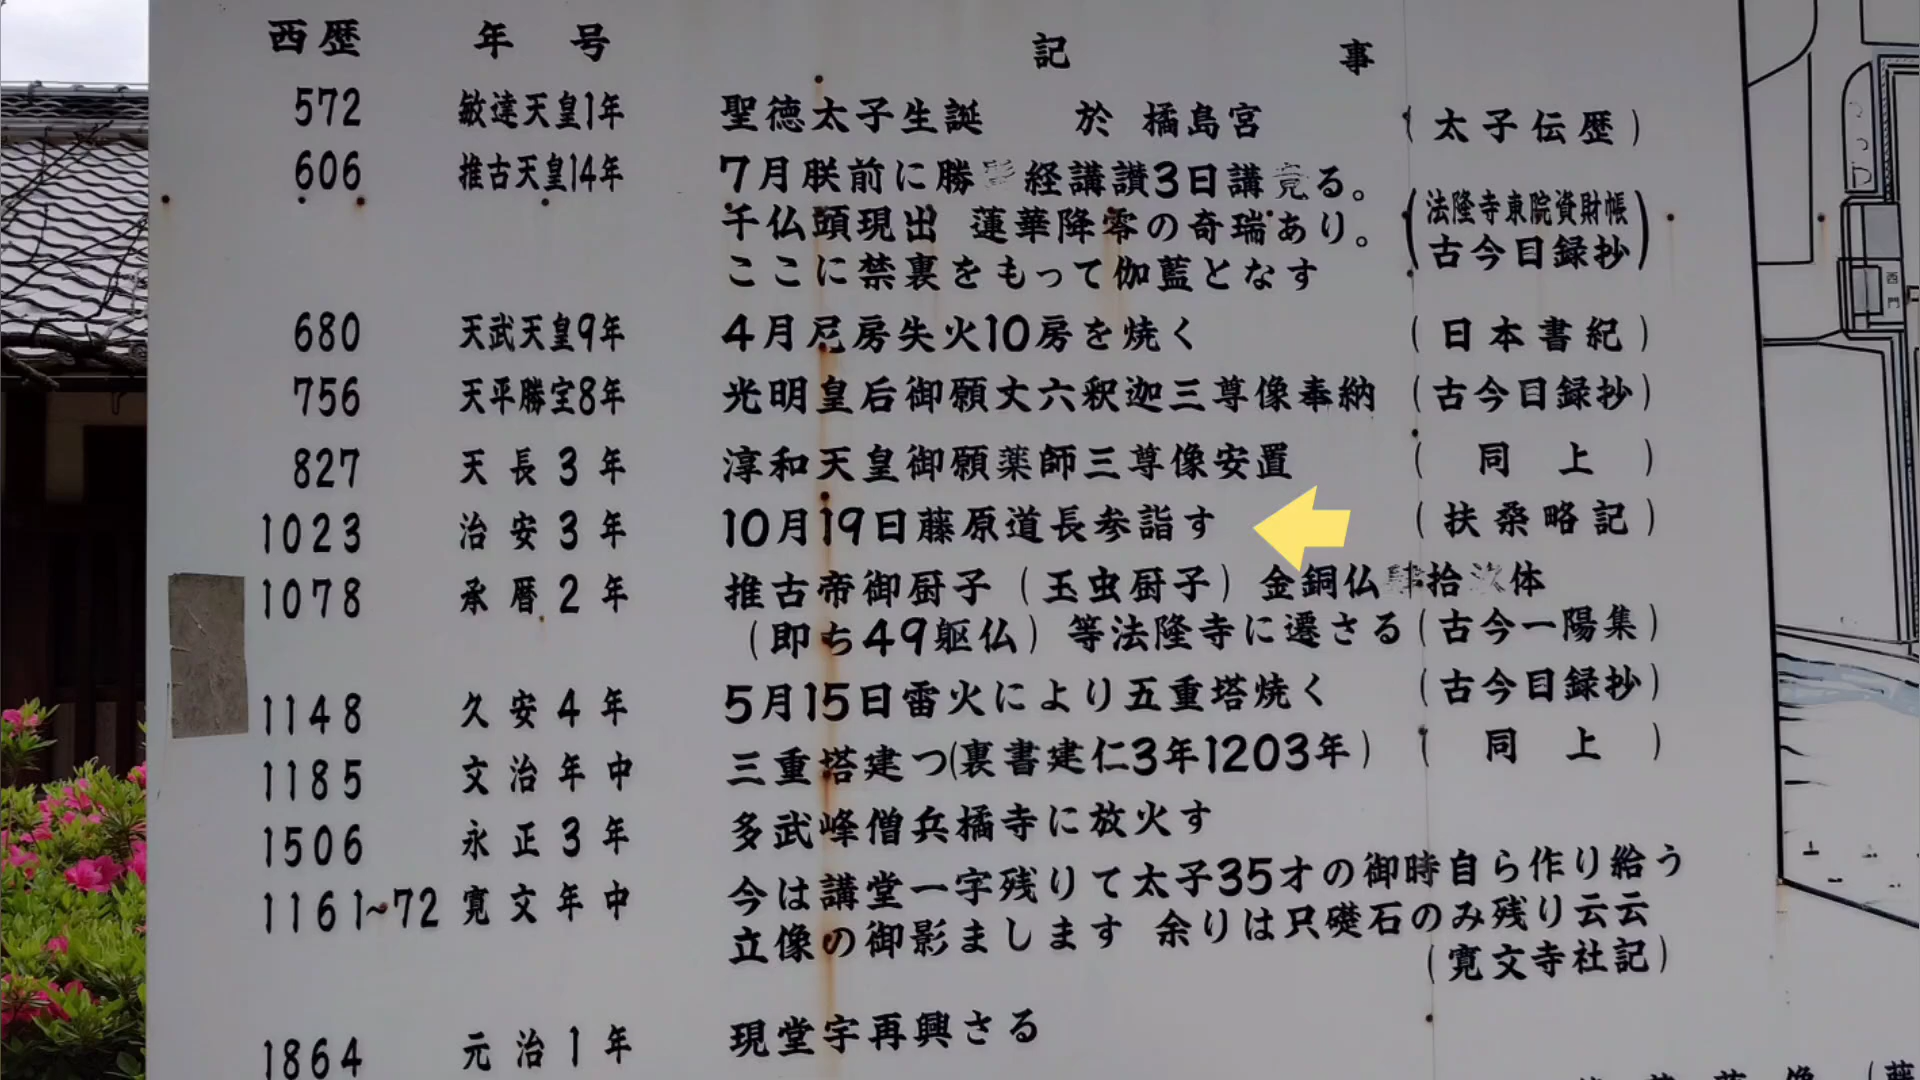 西歴 年号 記事
572 敏達天皇1年 聖徳太子生誕 於 橘島宮 (太子伝歴)
606 推古天皇14年 7月朕前に勝 経講讃3日講竟る。
千仏頭現出 蓮華降零の奇瑞あり。 (法隆寺東院資財帳
ここに禁裏をもって伽藍となす 古今目録抄)
680 天武天皇9年 4月尼房失火10房を焼く (日本書紀)
756 天平勝宝8年 光明皇后御願丈六釈迦三尊像奉納 (古今目録抄)
827 天長3年 淳和天皇御願薬師三尊像安置 (同上)
1023 治安3年 10月19日藤原道長参詣す (扶桑略記)
1078 承暦2年 推古帝御厨子(玉虫厨子)金銅仏 拾 体
(即ち49躯仏)等法隆寺に遷さる(古今一陽集)
1148 久安4年 5月15日雷火により五重塔焼く (古今目録抄)
1185 文治年中 三重塔建つ(裏書建仁3年1203年) (同上)
1506 永正3年 多武峰僧兵橘寺に放火す
1161~72 寛文年中 今は講堂一字残りて太子35才の御時自ら作り給う
立像の御影まします 余りは只礎石のみ残り云云
(寛文寺社記)
1864 元治1年 現堂宇再興さる
西門